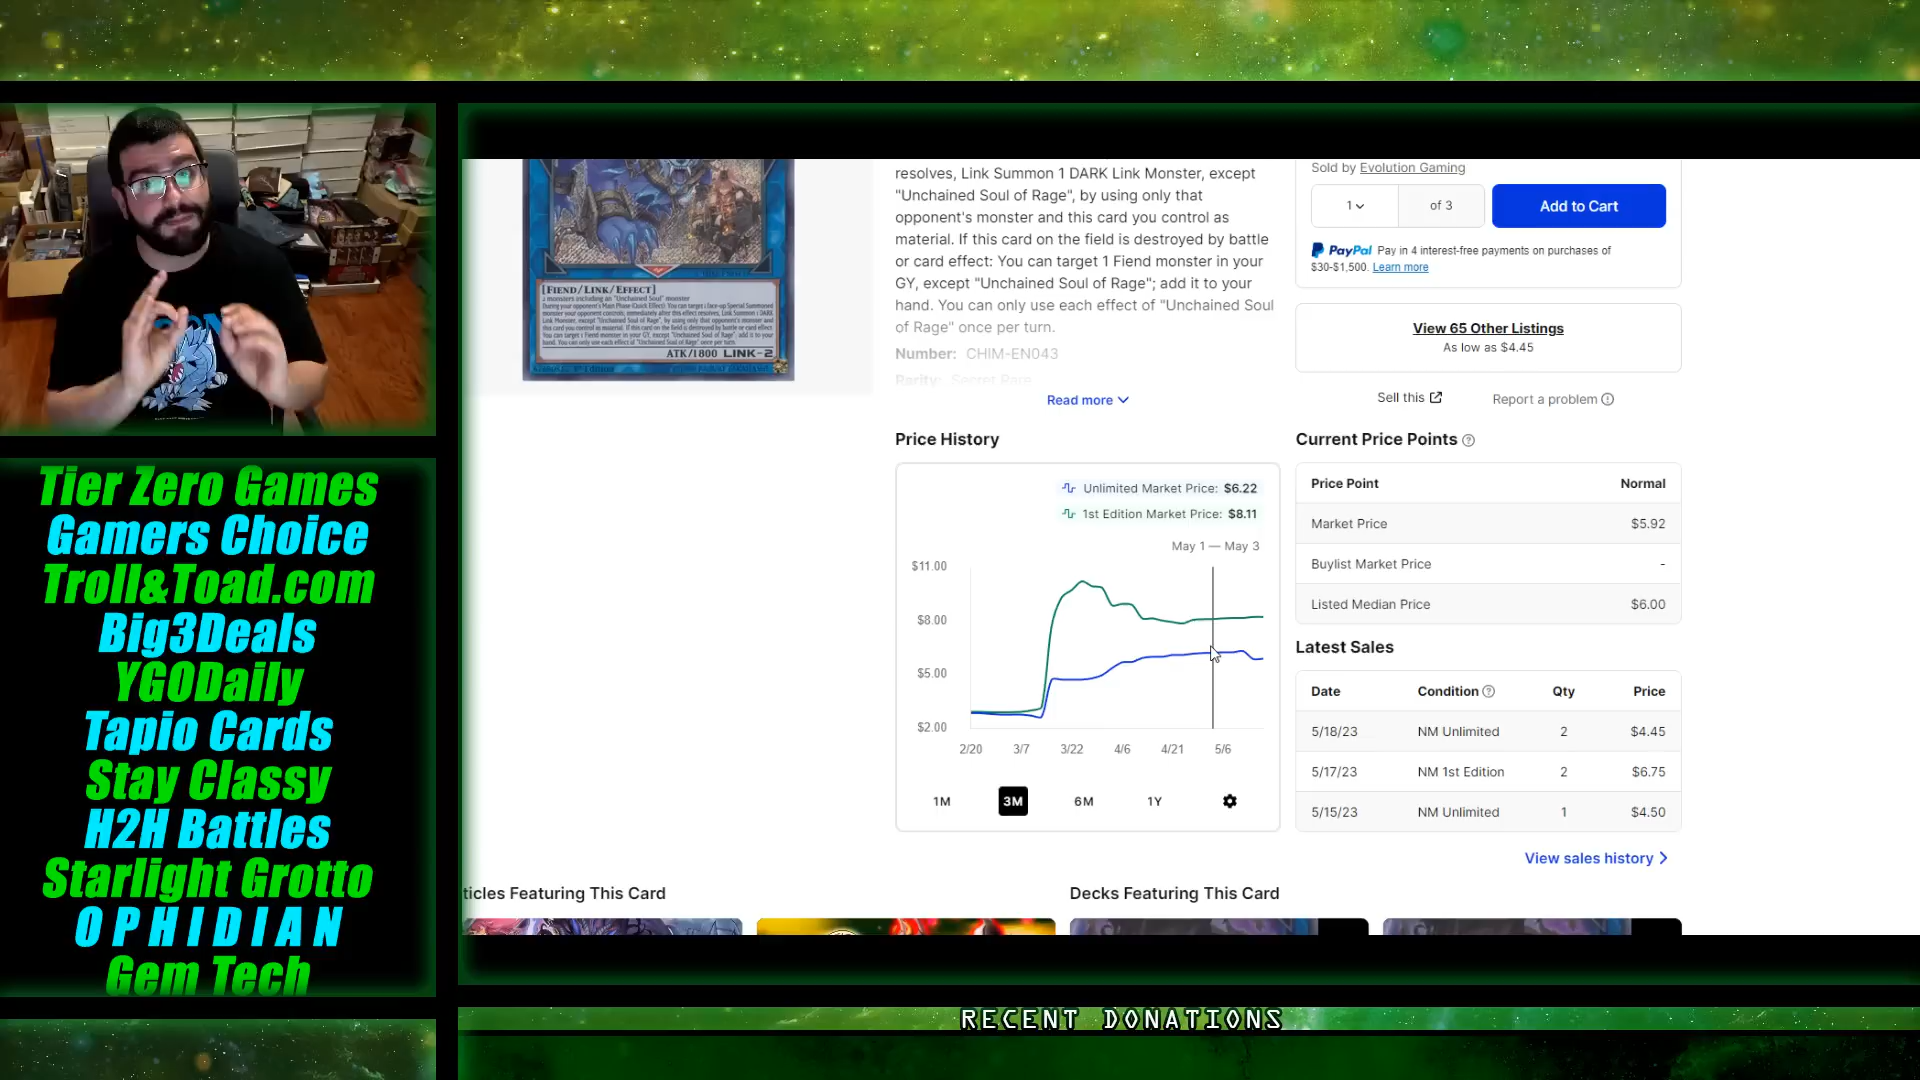 Tier Zero Games
Gamers Choice
Troll&Toad.com
Big3Deals
YGODaily
Tapio Cards
Stay Classy
H2H Battles
Starlight Grotto
OPHIDIAN
Gem Tech
[FIEND/LINK/EFFECT]
2 monsters including an "Unchained Soul" monster
ATK/1800 LINK-2
resolves, Link Summon 1 DARK Link Monster, except
"Unchained Soul of Rage", by using only that
opponent's monster and this card you control as
material. If this card on the field is destroyed by battle
or card effect: You can target 1 Fiend monster in your
GY, except "Unchained Soul of Rage"; add it to your
hand. You can only use each effect of "Unchained Soul
of Rage" once per turn.
Number: CHIM-EN043
Rarity: Secret Rare
Read more
Sold by Evolution Gaming
1 of 3
Add to Cart
PayPal Pay in 4 interest-free payments on purchases of
$30-$1,500. Learn more
View 65 Other Listings
As low as $4.45
Sell this
Report a problem
Price History
Unlimited Market Price: $6.22
1st Edition Market Price: $8.11
May 1 — May 3
$11.00
$8.00
$5.00
$2.00
2/20 3/7 3/22 4/6 4/21 5/6
1M 3M 6M 1Y
Current Price Points
Price Point Normal
Market Price $5.92
Buylist Market Price -
Listed Median Price $6.00
Latest Sales
Date Condition Qty Price
5/18/23 NM Unlimited 2 $4.45
5/17/23 NM 1st Edition 2 $6.75
5/15/23 NM Unlimited 1 $4.50
View sales history
ticles Featuring This Card
Decks Featuring This Card
RECENT DONATIONS